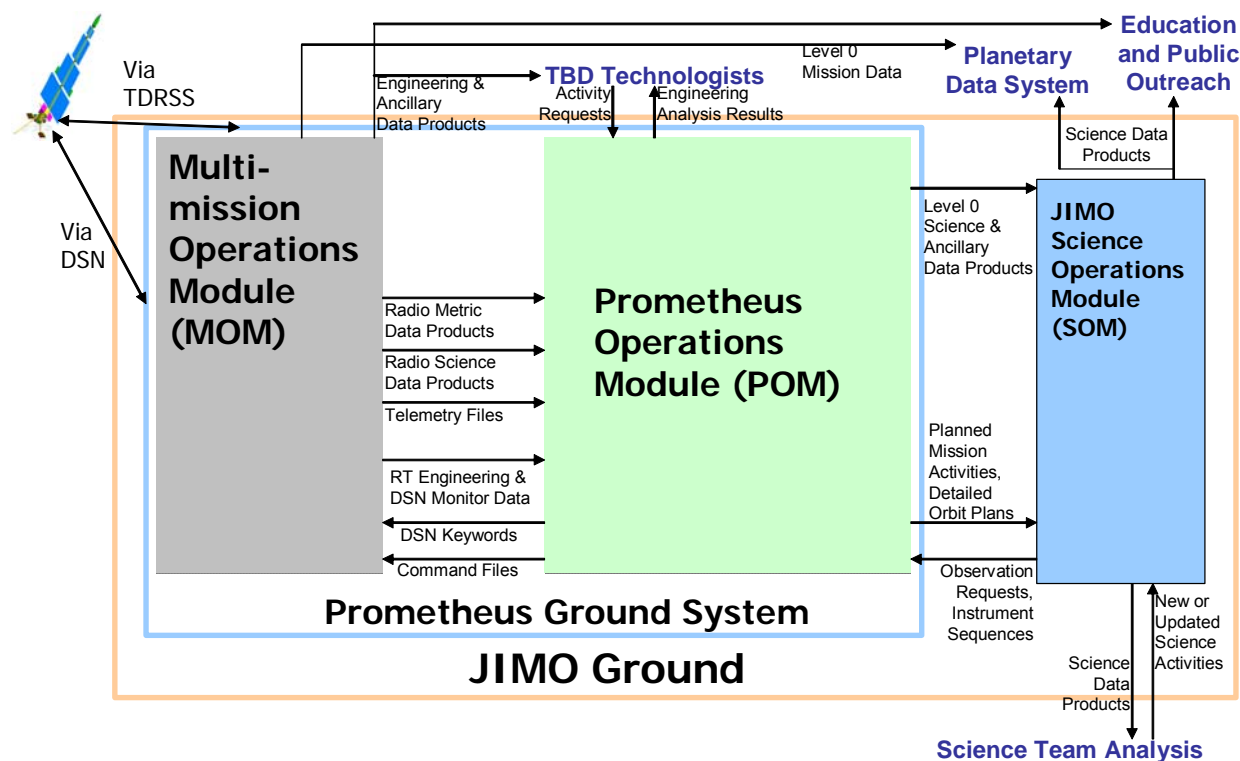 Education
and Public
Outreach
Level 0
Mission Data
Planetary
Data System
Via
TDRSS
Engineering &
Ancillary
Data Products
TBD Technologists
Activity
Requests
Engineering
Analysis Results
Science Data
Products
Multi-
mission
Operations
Module
(MOM)
Via
DSN
Level 0
Science &
Ancillary
Data Products
JIMO
Science
Operations
Module
(SOM)
Prometheus
Operations
Module (POM)
Radio Metric
Data Products
Radio Science
Data Products
Telemetry Files
RT Engineering &
DSN Monitor Data
DSN Keywords
Command Files
Planned
Mission
Activities,
Detailed
Orbit Plans
Observation
Requests,
Instrument
Sequences
Prometheus Ground System
JIMO Ground
New or
Updated
Science
Activities
Science
Data
Products
Science Team Analysis